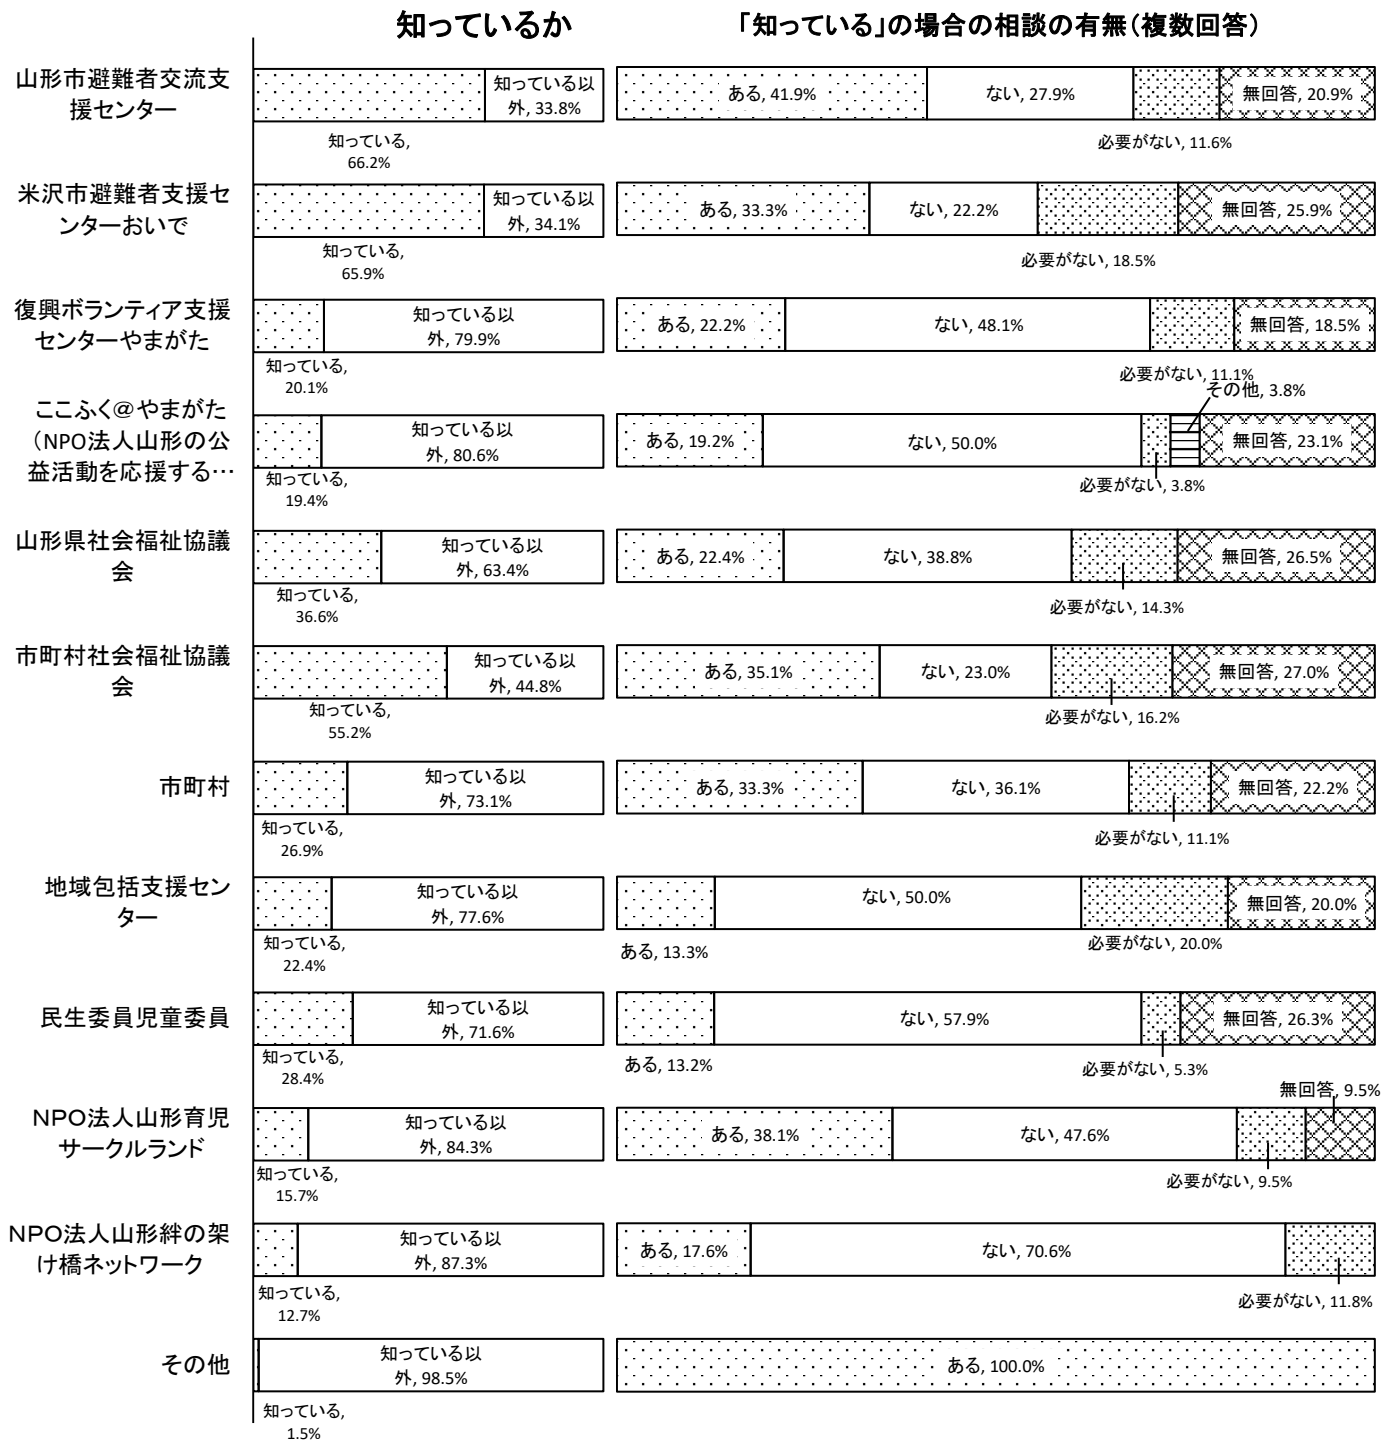 知っているか
「知っている」の場合の相談の有無(複数回答)
山形市避難者交流支
援センター
知っている以
外, 33.8%
知っている,
66.2%
ある, 41.9%
ない, 27.9%
無回答, 20.9%
必要がない, 11.6%
米沢市避難者支援セ
ンターおいで
知っている以
外, 34.1%
知っている,
65.9%
ある, 33.3%
ない, 22.2%
無回答, 25.9%
必要がない, 18.5%
復興ボランティア支援
センターやまがた
知っている以
外, 79.9%
知っている,
20.1%
ある, 22.2%
ない, 48.1%
無回答, 18.5%
必要がない, 11.1%
ここふく@やまがた
(NPO法人山形の公
益活動を応援する…
知っている以
外, 80.6%
知っている,
19.4%
ある, 19.2%
ない, 50.0%
その他, 3.8%
無回答, 23.1%
必要がない, 3.8%
山形県社会福祉協議
会
知っている以
外, 63.4%
知っている,
36.6%
ある, 22.4%
ない, 38.8%
無回答, 26.5%
必要がない, 14.3%
市町村社会福祉協議
会
知っている以
外, 44.8%
知っている,
55.2%
ある, 35.1%
ない, 23.0%
無回答, 27.0%
必要がない, 16.2%
市町村
知っている以
外, 73.1%
知っている,
26.9%
ある, 33.3%
ない, 36.1%
無回答, 22.2%
必要がない, 11.1%
地域包括支援セン
ター
知っている以
外, 77.6%
知っている,
22.4%
ない, 50.0%
無回答, 20.0%
ある, 13.3%
必要がない, 20.0%
民生委員児童委員
知っている以
外, 71.6%
知っている,
28.4%
ない, 57.9%
無回答, 26.3%
ある, 13.2%
必要がない, 5.3%
NPO法人山形育児
サークルランド
知っている以
外, 84.3%
知っている,
15.7%
ある, 38.1%
ない, 47.6%
無回答, 9.5%
必要がない, 9.5%
NPO法人山形絆の架
け橋ネットワーク
知っている以
外, 87.3%
知っている,
12.7%
ある, 17.6%
ない, 70.6%
必要がない, 11.8%
その他
知っている以
外, 98.5%
知っている,
1.5%
ある, 100.0%